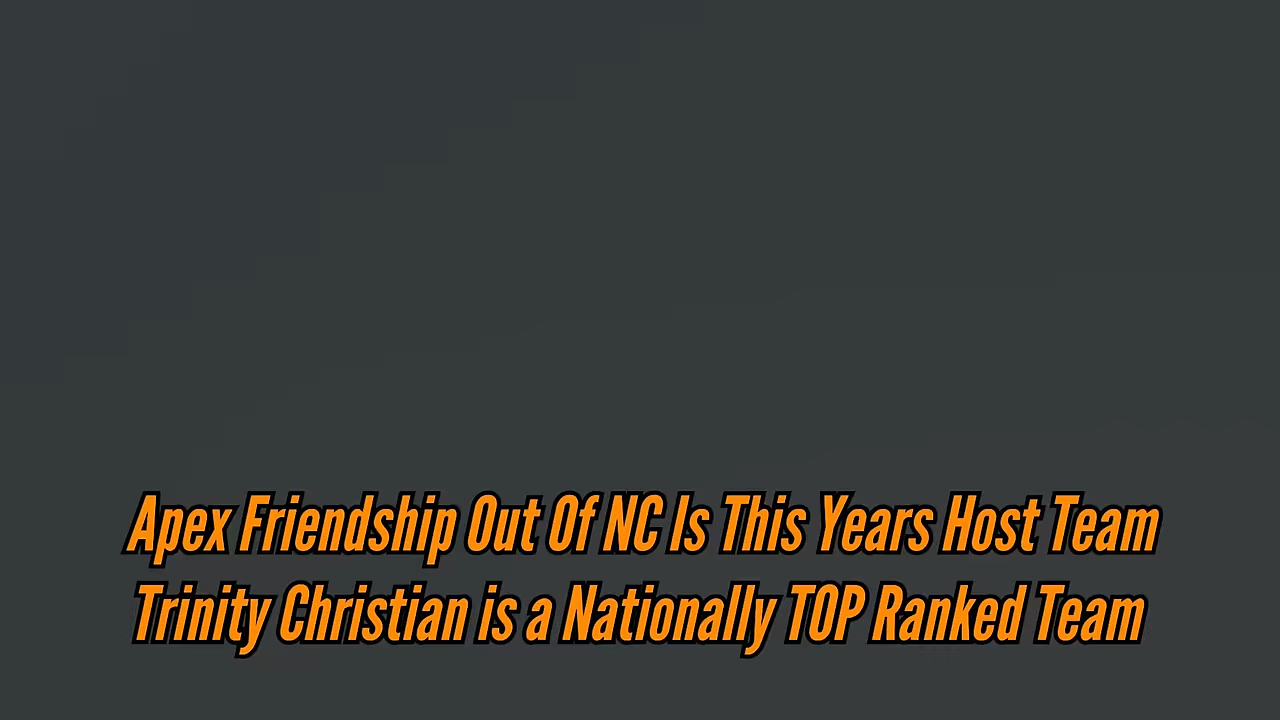 Apex Friendship Out Of NC Is This Years Host Team
Trinity Christian is a Nationally TOP Ranked Team